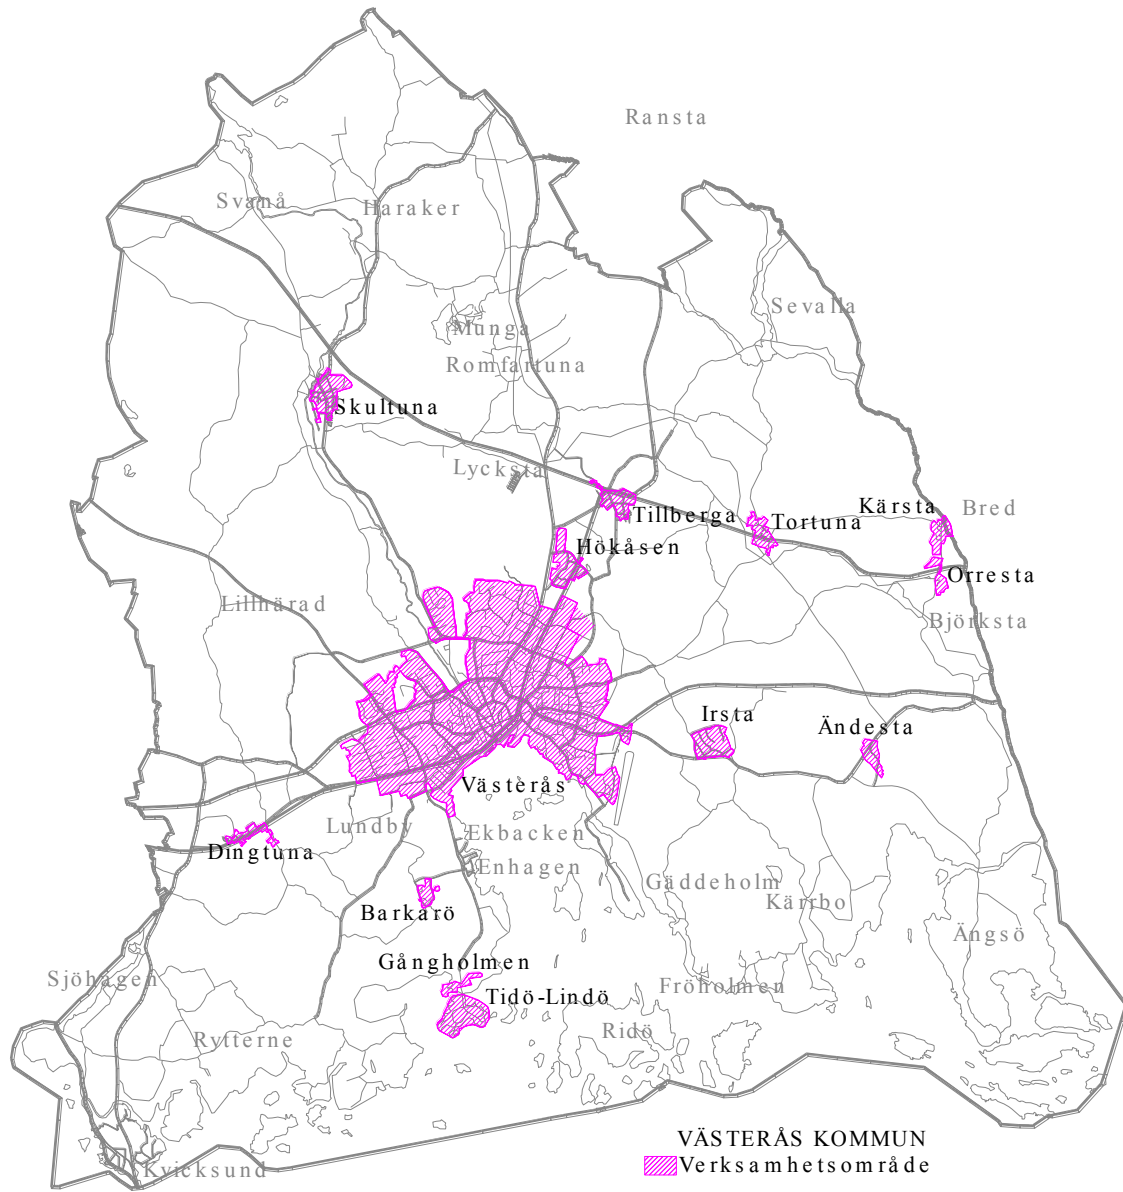 Ransta
Svanå
Haraker
Sevalla
Munga
Romfartuna
Skultuna
Lycksta
Kärsta
Bred
Tillberga
Tortuna
Hökåsen
Orresta
Lillhärad
Björksta
Irsta
Ändesta
Västerås
Lundby
Ekbacken
Dingtuna
Enhagen
Gäddeholm
Kärrbo
Barkarö
Ängsö
Gångholmen
Sjöhagen
Fröholmen
Tidö-Lindö
Ridö
Rytterne
VÄSTERÅS KOMMUN
Verksamhetsområde
Kvicksund